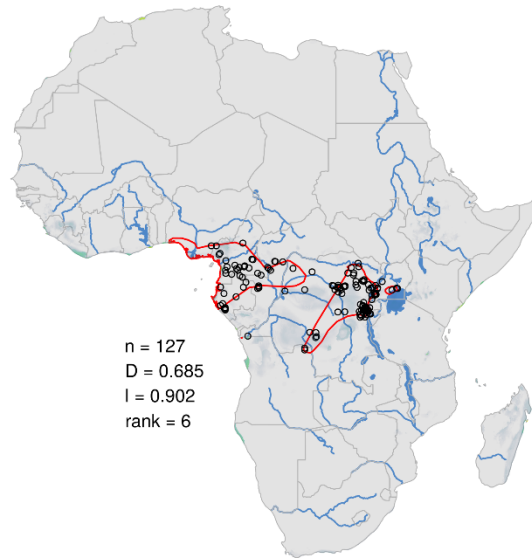 n = 127
D = 0.685
I = 0.902
rank = 6